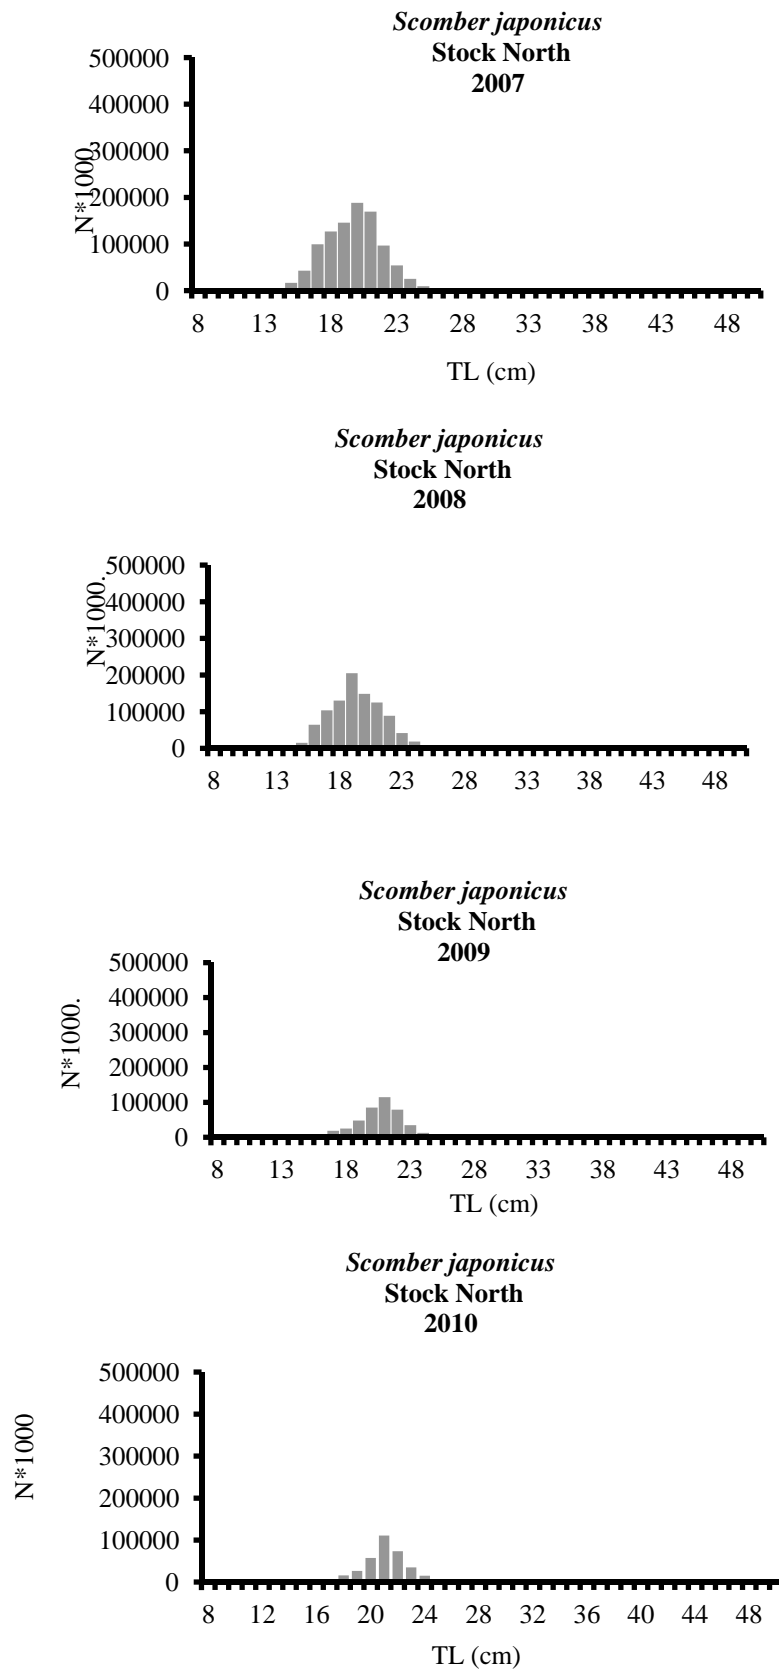 Scomber japonicus
Stock North
2007
500000
400000
300000
200000
100000
0
N*1000.
8 13 18 23 28 33 38 43 48
TL (cm)
Scomber japonicus
Stock North
2008
500000
400000
300000
200000
100000
0
N*1000.
8 13 18 23 28 33 38 43 48
Scomber japonicus
Stock North
2009
500000
400000
300000
200000
100000
0
N*1000.
8 13 18 23 28 33 38 43 48
TL (cm)
Scomber japonicus
Stock North
2010
500000
400000
300000
200000
100000
0
N*1000
8 12 16 20 24 28 32 36 40 44 48
TL (cm)